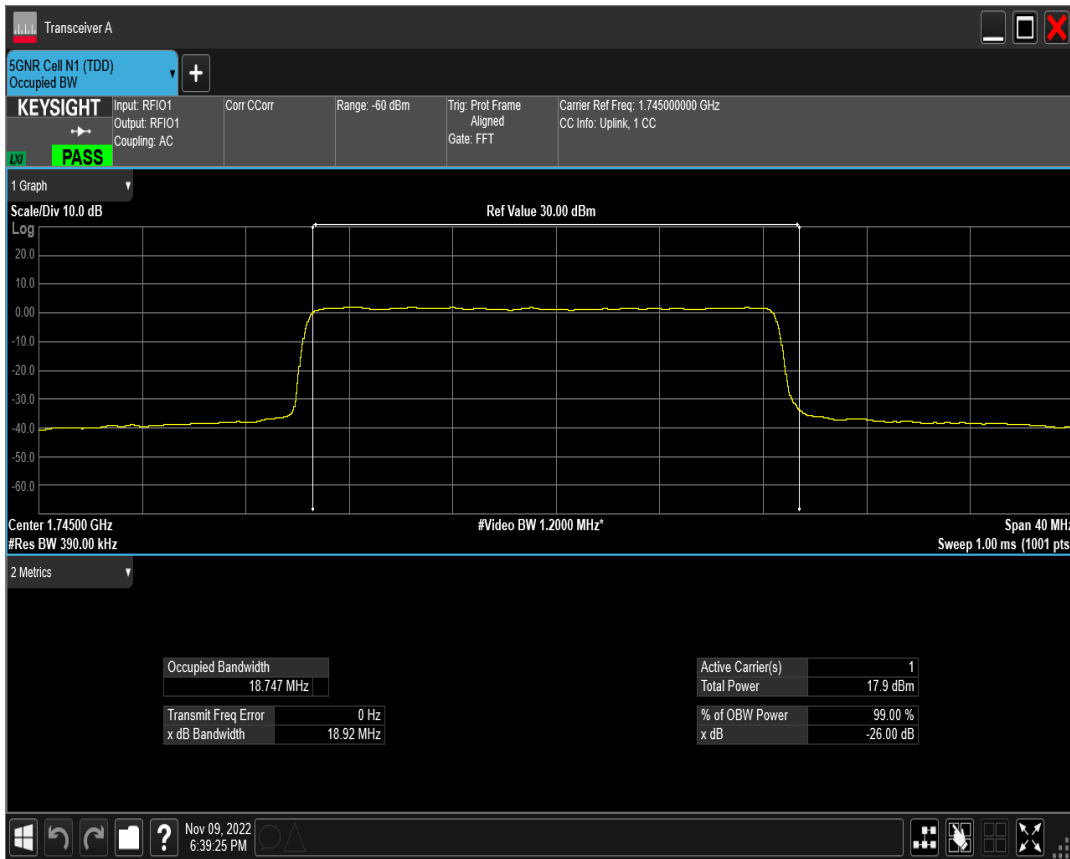 Transceiver A
5GNR Cell N1 (TDD)
Occupied BW
+
KEYSIGHT
LXI
PASS
Input: RFIO1
Output: RFIO1
Coupling: AC
Corr CCorr
Range: -60 dBm
Trig: Prot Frame
Aligned
Gate: FFT
Carrier Ref Freq: 1.745000000 GHz
CC Info: Uplink, 1 CC
1 Graph
Scale/Div 10.0 dB
Ref Value 30.00 dBm
Log
20.0
10.0
0.00
-10.0
-20.0
-30.0
-40.0
-50.0
-60.0
Center 1.74500 GHz
#Video BW 1.2000 MHz*
Span 40 MHz
#Res BW 390.00 kHz
Sweep 1.00 ms (1001 pts
2 Metrics
Occupied Bandwidth
18.747 MHz
Transmit Freq Error 0 Hz
x dB Bandwidth 18.92 MHz
Active Carrier(s) 1
Total Power 17.9 dBm
% of OBW Power 99.00 %
x dB -26.00 dB
?
Nov 09, 2022
6:39:25 PM